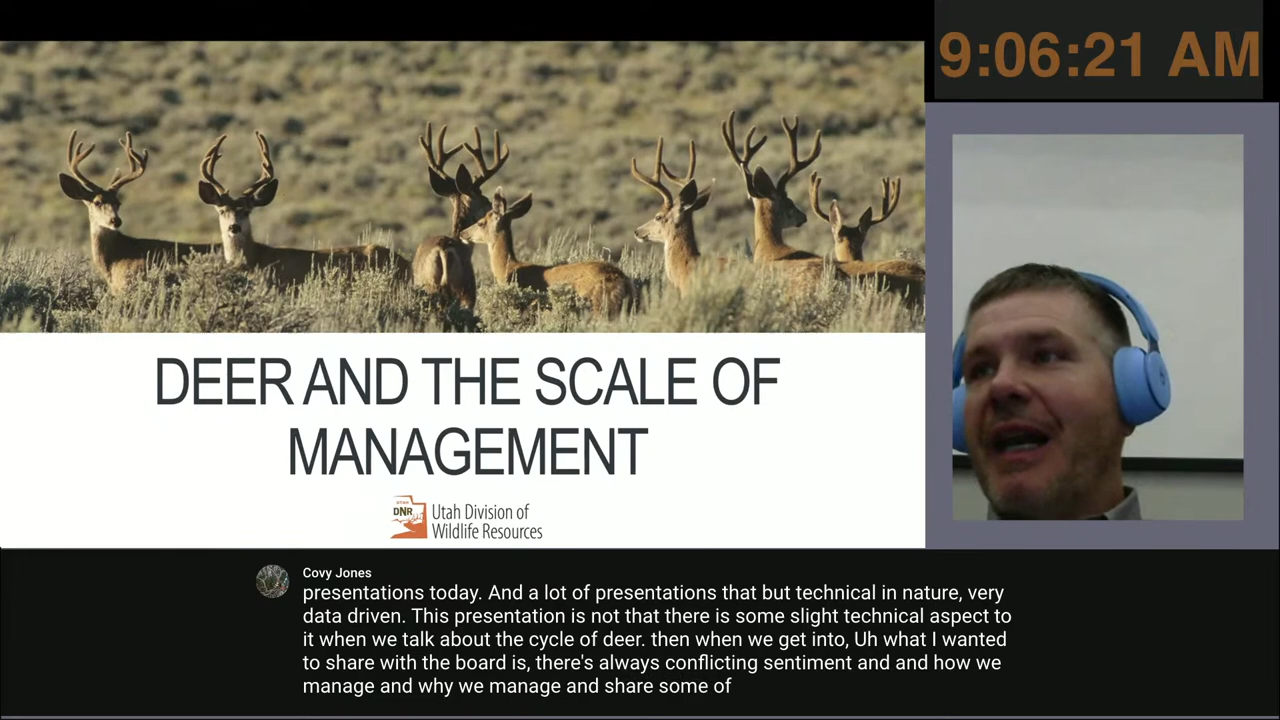 9:06:21 AM
DEER AND THE SCALE OF
MANAGEMENT
UTAH
DNR
Utah Division of
Wildlife Resources
Covy Jones
presentations today. And a lot of presentations that but technical in nature, very
data driven. This presentation is not that there is some slight technical aspect to
it when we talk about the cycle of deer. then when we get into, Uh what I wanted
to share with the board is, there's always conflicting sentiment and and how we
manage and why we manage and share some of